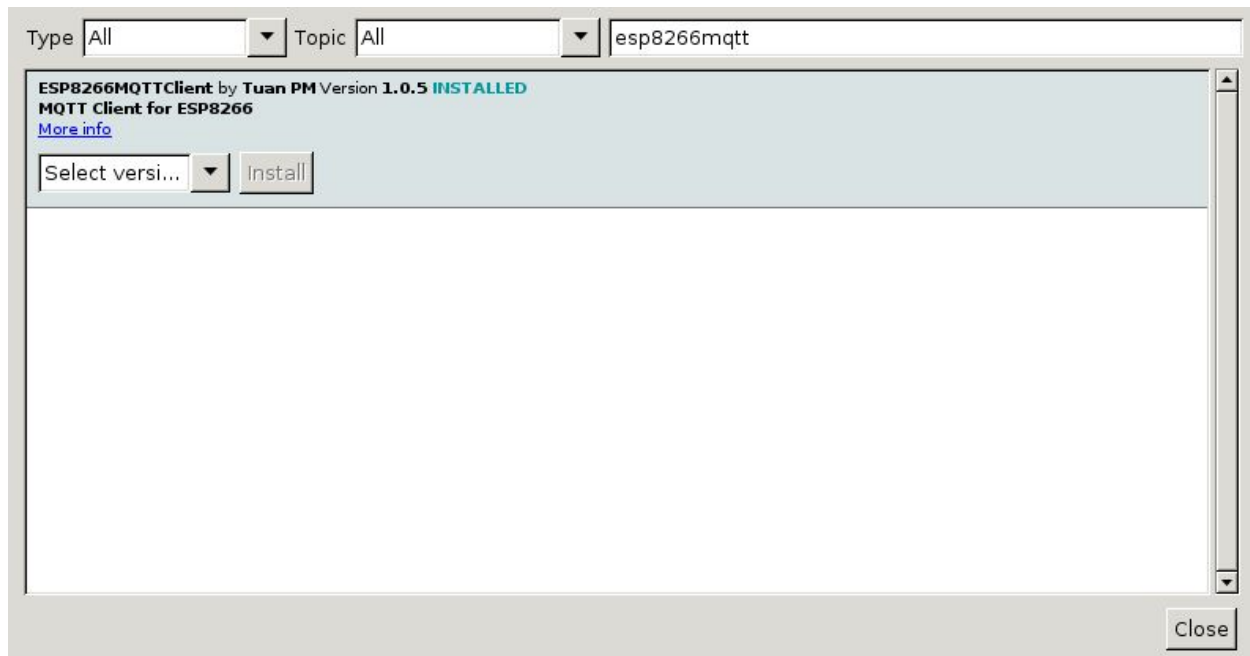 Type All Topic All esp8266mqtt
ESP8266MQTTClient by Tuan PM Version 1.0.5 INSTALLED
MQTT Client for ESP8266
More info
Select versi... Install
Close